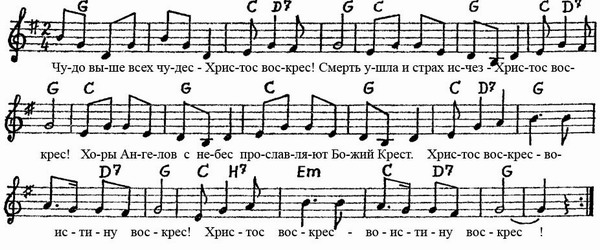 G C D7 G C G C D7
2 4
Чу-до вы-ше всех чу-дес - Хрис-тос вос-крес! Смерть у-шла и страх ис-чез - Хрис-тос вос-
G C G C G C D7 G
крес! Хо-ры Ан-ге-лов с не-бес про-слав-ля-ют Бо-жий Крест. Хрис-тос вос-крес - во-
D7 G C H7 Em C D7 G
ис - ти - ну вос - крес! Хрис - тос вос - крес - во - ис - ти - ну вос - крес !